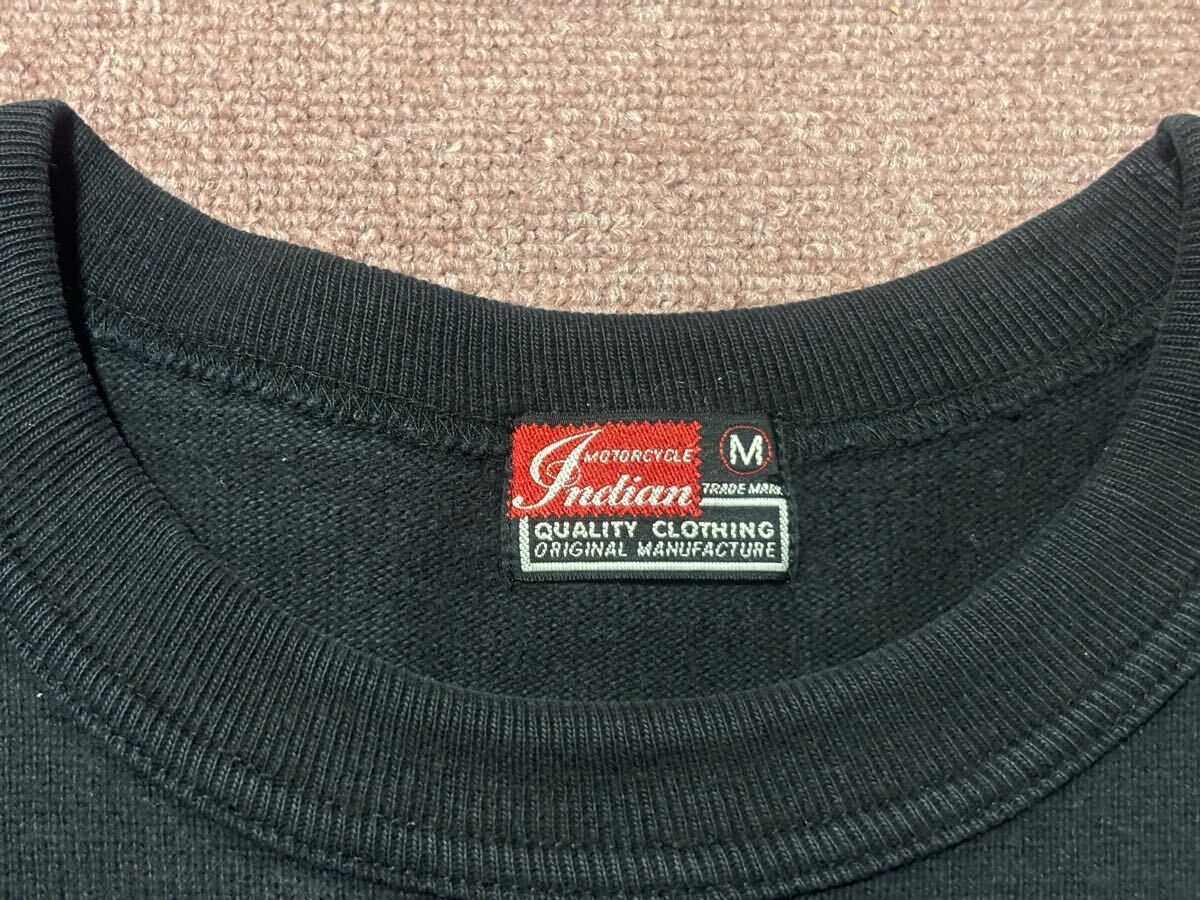 MOTORCYCLE
Indian
M
TRADE MARK
QUALITY CLOTHING
ORIGINAL MANUFACTURE